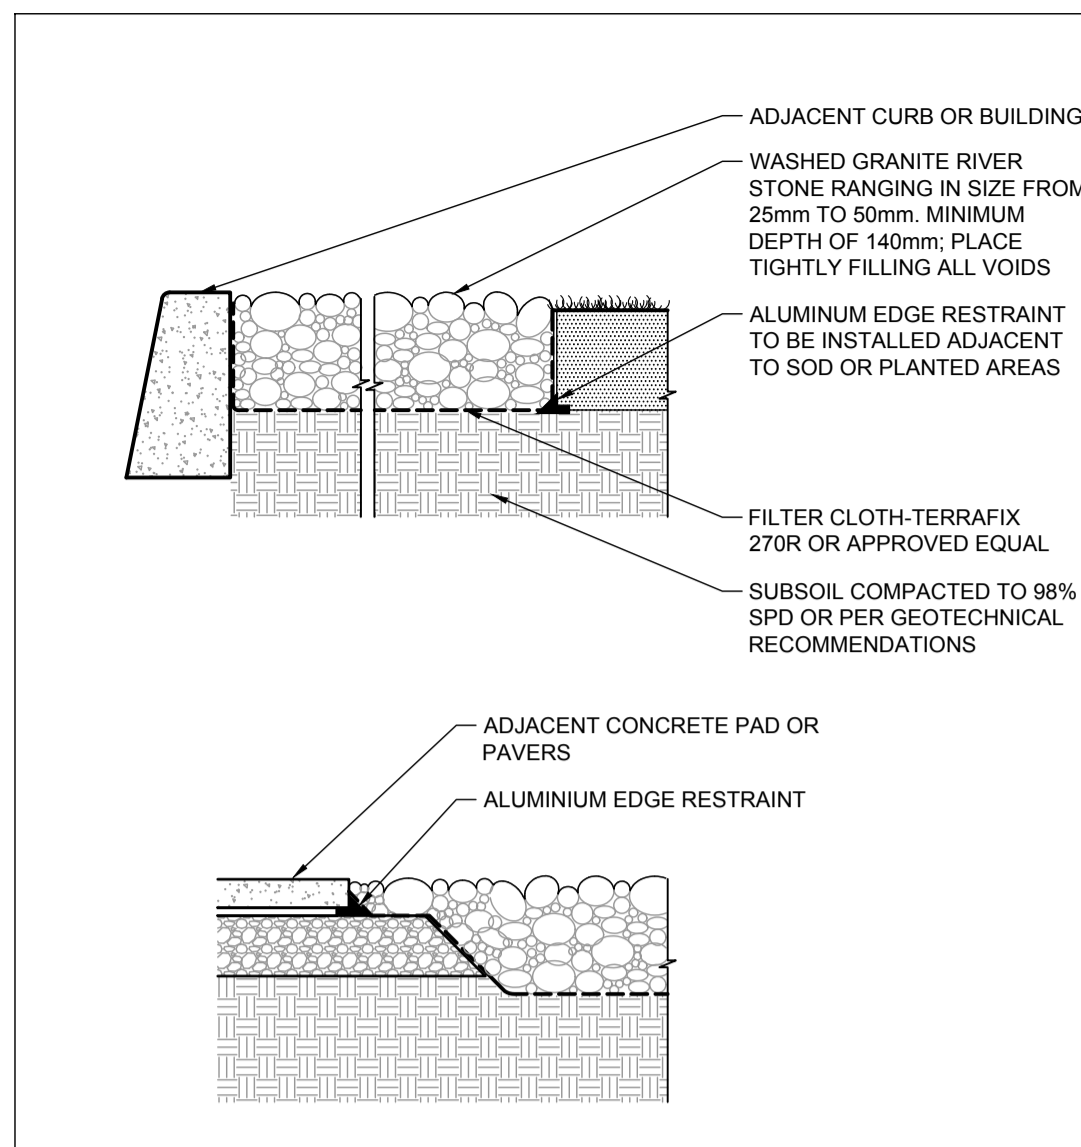 ADJACENT CURB OR BUILDING
WASHED GRANITE RIVER
STONE RANGING IN SIZE FROM
25mm TO 50mm. MINIMUM
DEPTH OF 140mm; PLACE
TIGHTLY FILLING ALL VOIDS
ALUMINUM EDGE RESTRAINT
TO BE INSTALLED ADJACENT
TO SOD OR PLANTED AREAS
FILTER CLOTH-TERRAFIX
270R OR APPROVED EQUAL
SUBSOIL COMPACTED TO 98%
SPD OR PER GEOTECHNICAL
RECOMMENDATIONS
ADJACENT CONCRETE PAD OR
PAVERS
ALUMINIUM EDGE RESTRAINT